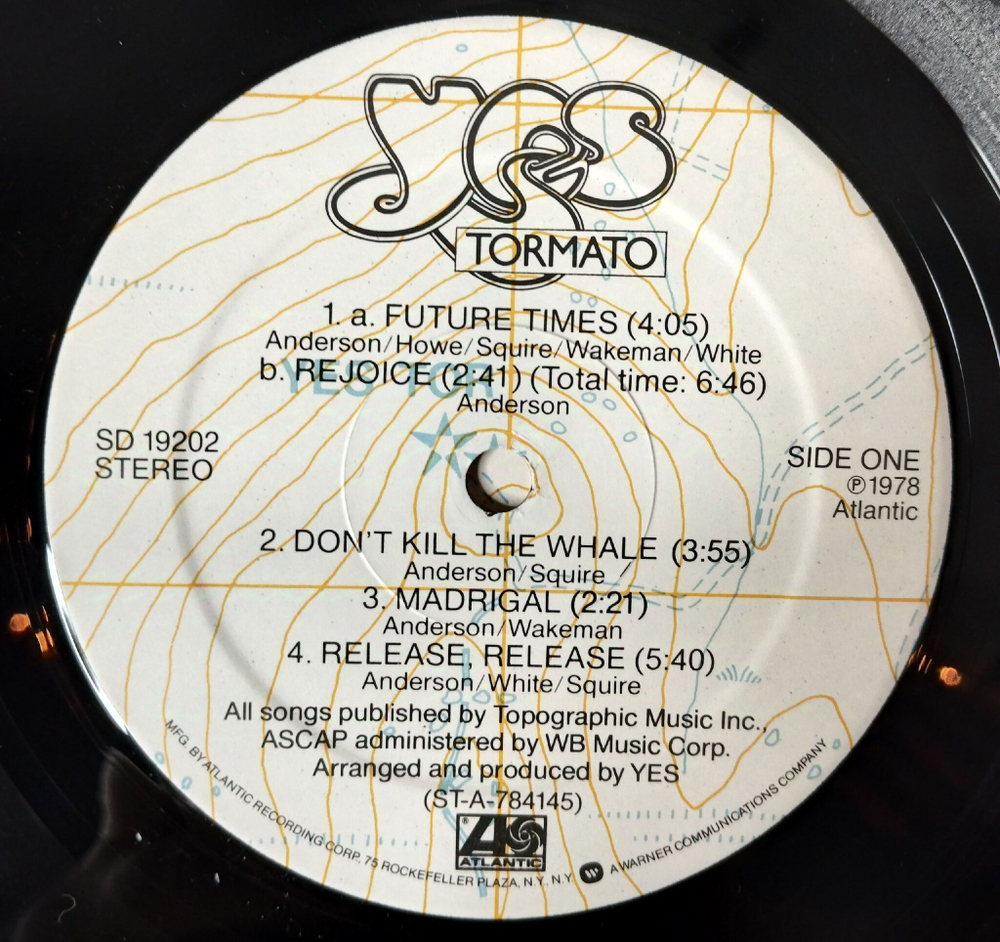 Yes
TORMATO
1. a. FUTURE TIMES (4:05)
Anderson/Howe/Squire/Wakeman/White
b. REJOICE (2:41) (Total time: 6:46)
Anderson
YES TOR
SD 19202
STEREO
SIDE ONE
℗1978
Atlantic
2. DON'T KILL THE WHALE (3:55)
Anderson/Squire
3. MADRIGAL (2:21)
Anderson/Wakeman
4. RELEASE, RELEASE (5:40)
Anderson/White/Squire
All songs published by Topographic Music Inc.,
ASCAP administered by WB Music Corp.
Arranged and produced by YES
(ST-A-784145)
ATLANTIC
MFG. BY ATLANTIC RECORDING CORP., 75 ROCKEFELLER PLAZA, N.Y., N.Y. A WARNER COMMUNICATIONS COMPANY